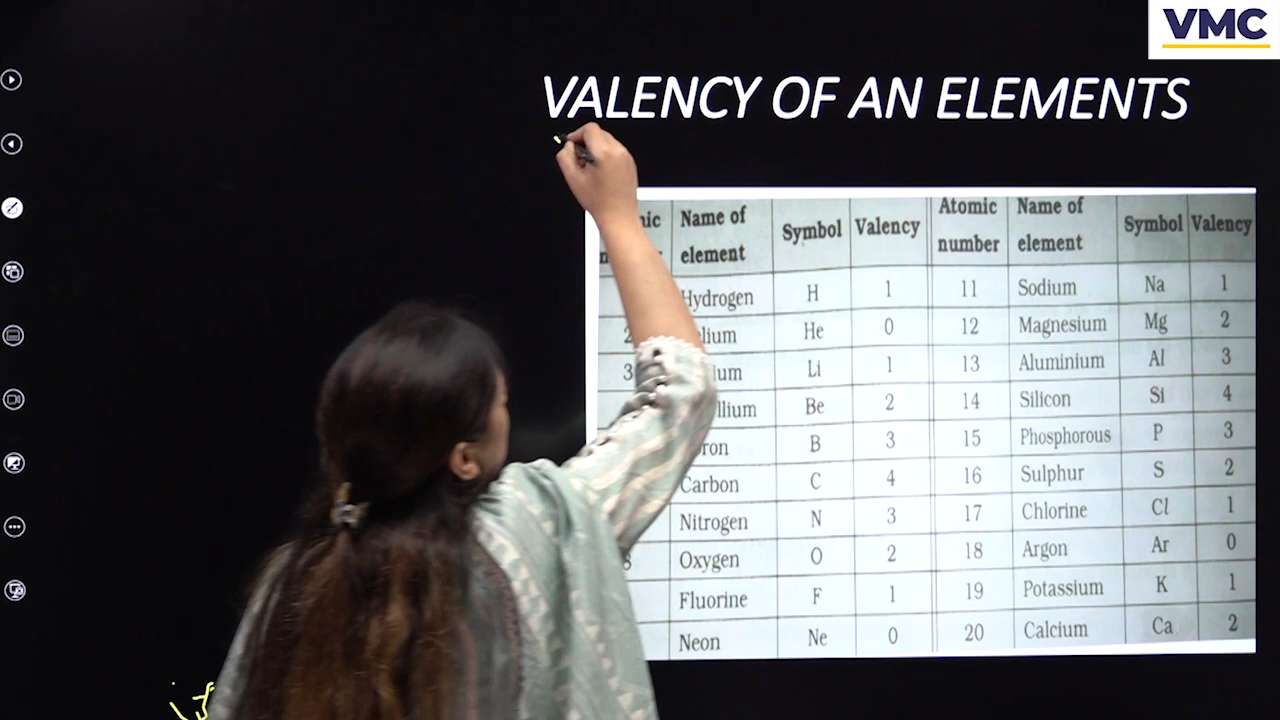 VMC
VALENCY OF AN ELEMENTS
Name of element Symbol Valency Atomic number Name of element Symbol Valency
Hydrogen H 1 11 Sodium Na 1
2 He 0 12 Magnesium Mg 2
3 Li 1 13 Aluminium Al 3
Be 2 14 Silicon Si 4
B 3 15 Phosphorous P 3
Carbon C 4 16 Sulphur S 2
Nitrogen N 3 17 Chlorine Cl 1
Oxygen O 2 18 Argon Ar 0
Fluorine F 1 19 Potassium K 1
Neon Ne 0 20 Calcium Ca 2